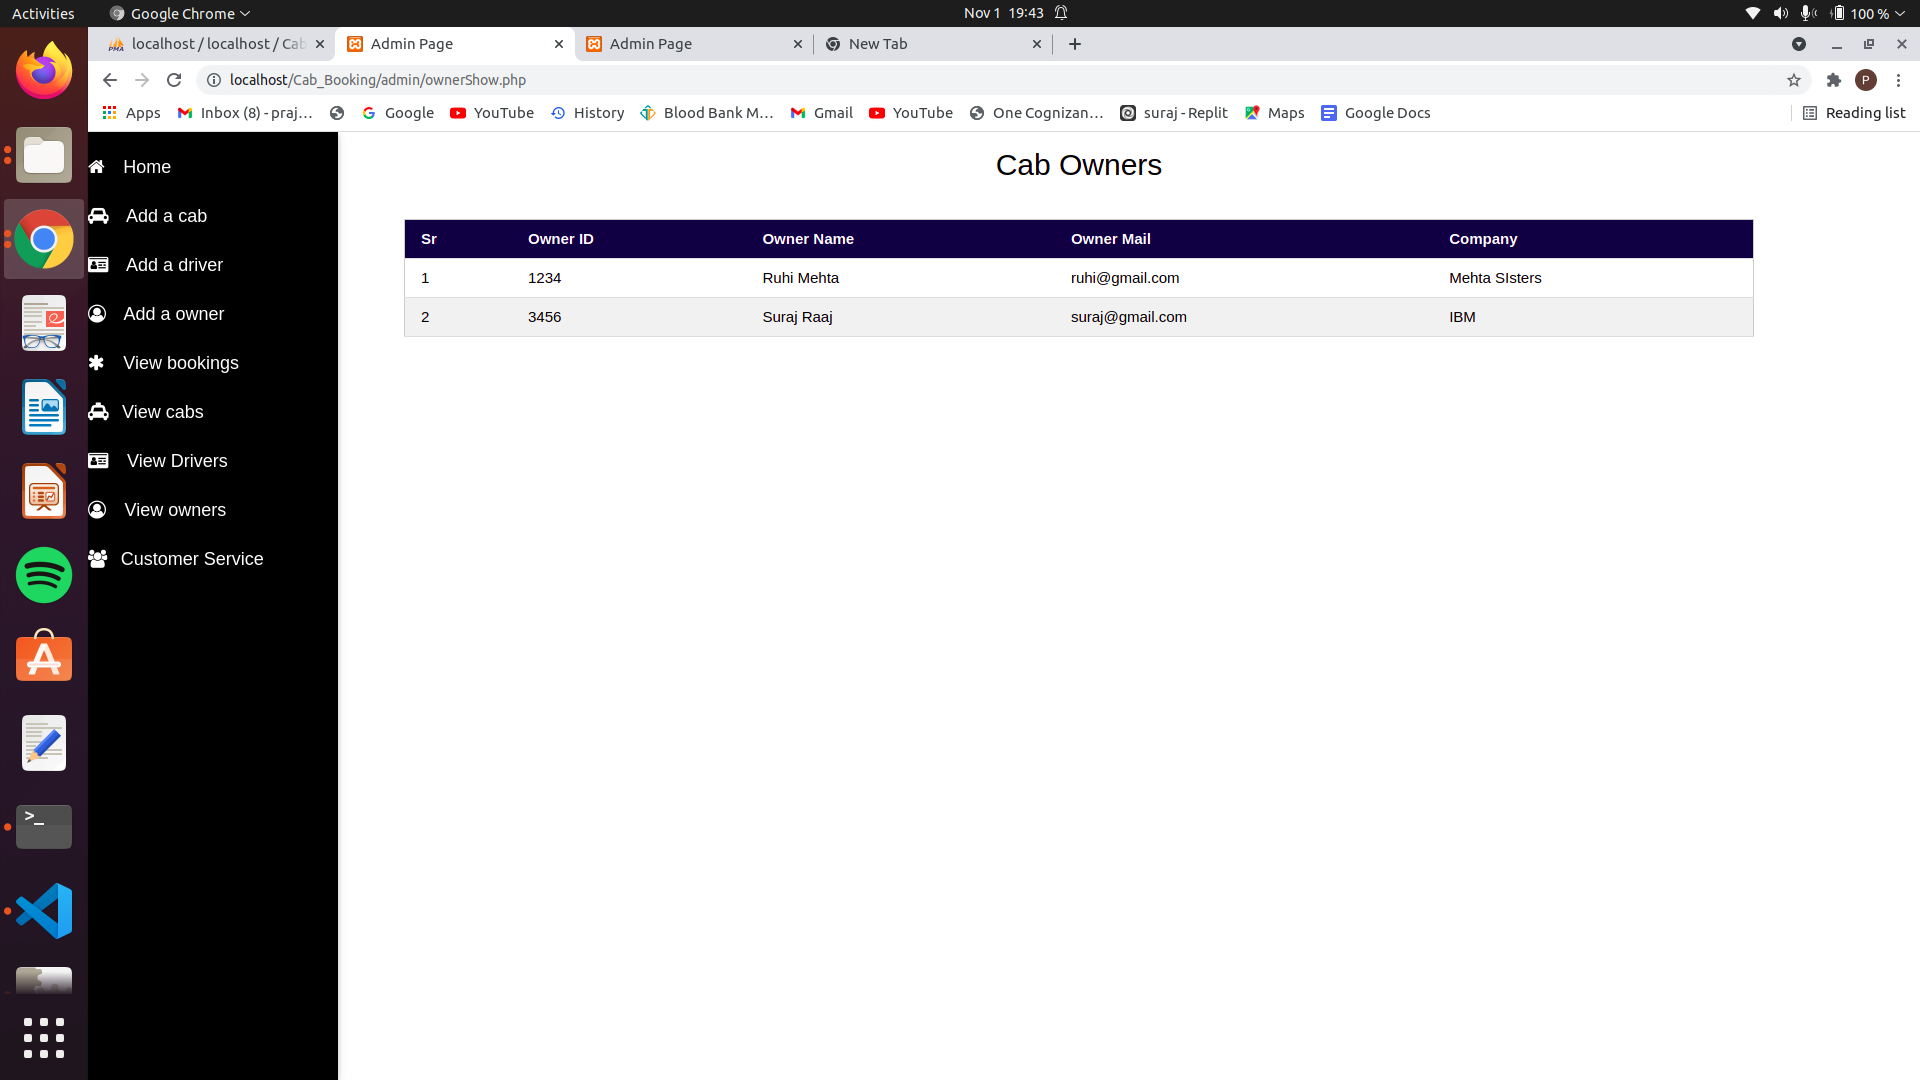 Activities Google Chrome Nov 1 19:43 100 %
localhost / localhost / Cab Admin Page Admin Page New Tab
localhost/Cab_Booking/admin/ownerShow.php P
Apps Inbox (8) - praj... Google YouTube History Blood Bank M... Gmail YouTube One Cognizan... suraj - Replit Maps Google Docs Reading list
Home
Add a cab
Add a driver
Add a owner
View bookings
View cabs
View Drivers
View owners
Customer Service
Cab Owners
Sr Owner ID Owner Name Owner Mail Company
1 1234 Ruhi Mehta ruhi@gmail.com Mehta SIsters
2 3456 Suraj Raaj suraj@gmail.com IBM